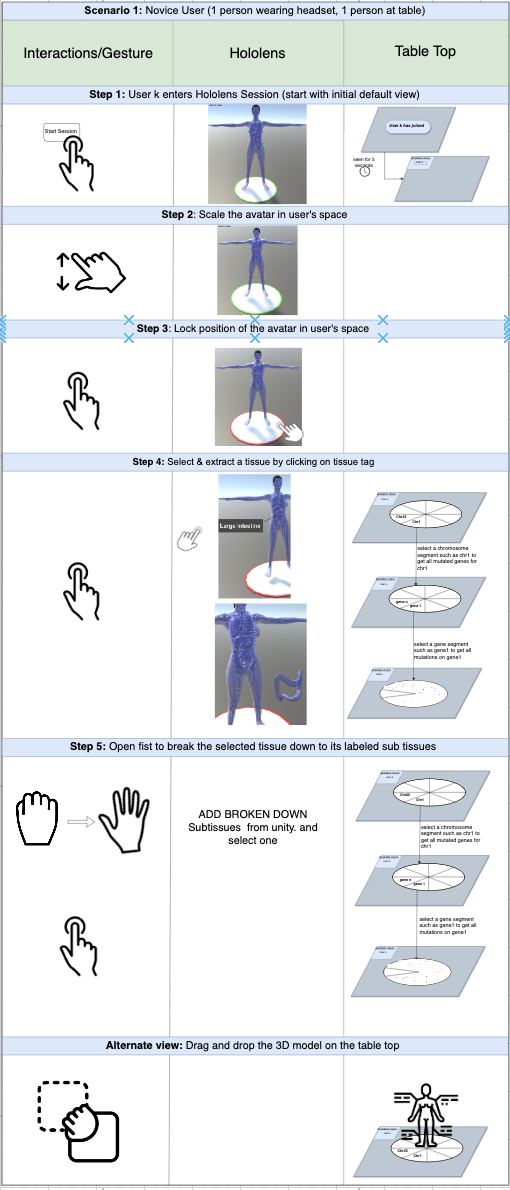 Scenario 1: Novice User (1 person wearing headset, 1 person at table)
Interactions/Gesture
Hololens
Table Top
Step 1: User k enters Hololens Session (start with initial default view)
Start Session
User k has joined
seen for 5
seconds
Step 2: Scale the avatar in user's space
Step 3: Lock position of the avatar in user's space
Step 4: Select & extract a tissue by clicking on tissue tag
Large Intestine
Chr25
Chr1
select a chromosome
segment such as chr1 to
get all mutated genes for
chr1
gene n
gene 1
select a gene segment
such as gene1 to get all
mutations on gene1
Step 5: Open fist to break the selected tissue down to its labeled sub tissues
ADD BROKEN DOWN
Subtissues from unity. and
select one
Chr25
Chr1
select a chromosome
segment such as chr1 to
get all mutated genes for
chr1
gene n
gene 1
select a gene segment
such as gene1 to get all
mutations on gene1
Alternate view: Drag and drop the 3D model on the table top
Chr25
Chr1